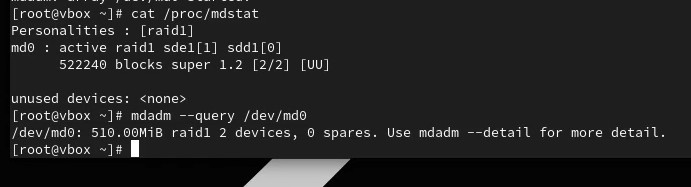 [root@vbox ~]# cat /proc/mdstat
Personalities : [raid1]
md0 : active raid1 sde1[1] sdd1[0]
      522240 blocks super 1.2 [2/2] [UU]

unused devices: <none>
[root@vbox ~]# mdadm --query /dev/md0
/dev/md0: 510.00MiB raid1 2 devices, 0 spares. Use mdadm --detail for more detail.
[root@vbox ~]#